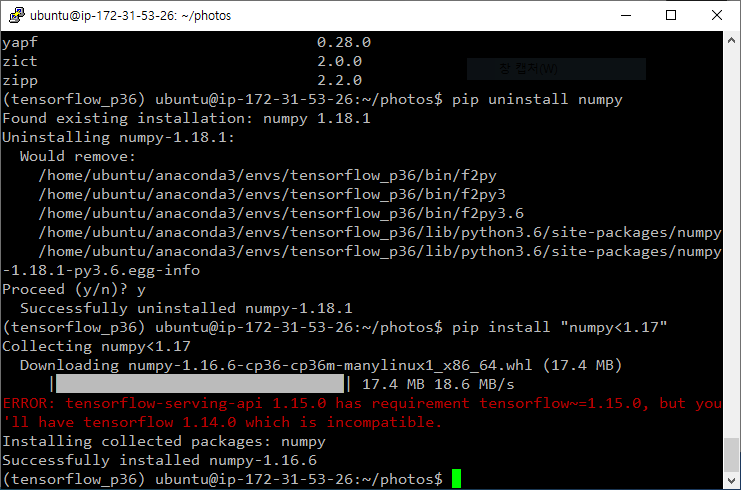 ubuntu@ip-172-31-53-26: ~/photos
yapf 0.28.0
zict 2.0.0
zipp 2.2.0
창 캡처(W)
(tensorflow_p36) ubuntu@ip-172-31-53-26:~/photos$ pip uninstall numpy
Found existing installation: numpy 1.18.1
Uninstalling numpy-1.18.1:
Would remove:
/home/ubuntu/anaconda3/envs/tensorflow_p36/bin/f2py
/home/ubuntu/anaconda3/envs/tensorflow_p36/bin/f2py3
/home/ubuntu/anaconda3/envs/tensorflow_p36/bin/f2py3.6
/home/ubuntu/anaconda3/envs/tensorflow_p36/lib/python3.6/site-packages/numpy
/home/ubuntu/anaconda3/envs/tensorflow_p36/lib/python3.6/site-packages/numpy
-1.18.1-py3.6.egg-info
Proceed (y/n)? y
Successfully uninstalled numpy-1.18.1
(tensorflow_p36) ubuntu@ip-172-31-53-26:~/photos$ pip install "numpy<1.17"
Collecting numpy<1.17
Downloading numpy-1.16.6-cp36-cp36m-manylinux1_x86_64.whl (17.4 MB)
| | 17.4 MB 18.6 MB/s
ERROR: tensorflow-serving-api 1.15.0 has requirement tensorflow~=1.15.0, but you
'll have tensorflow 1.14.0 which is incompatible.
Installing collected packages: numpy
Successfully installed numpy-1.16.6
(tensorflow_p36) ubuntu@ip-172-31-53-26:~/photos$